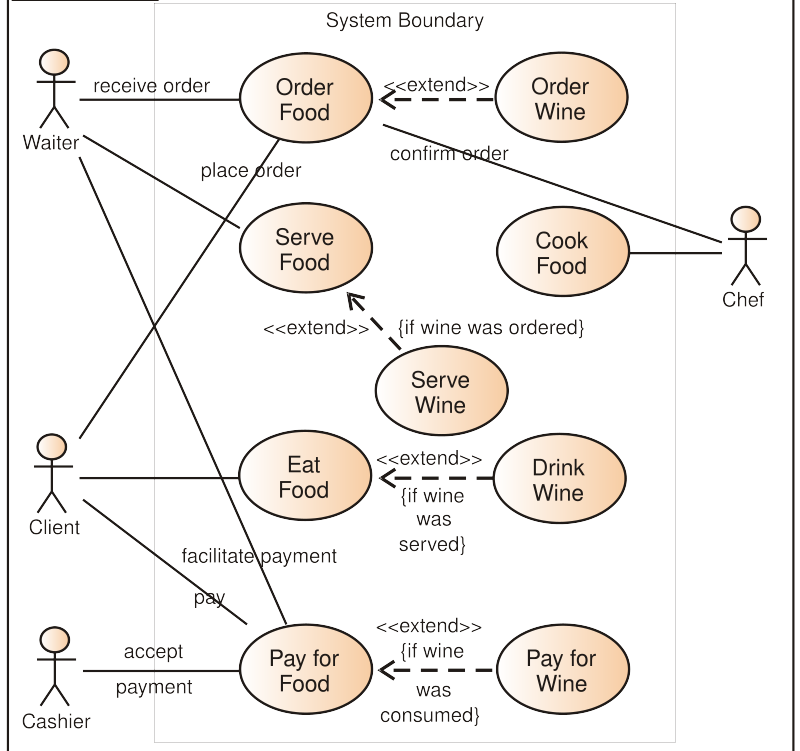 System Boundary
receive order
Order
Food
<<extend>>
Order
Wine
Waiter
confirm order
place order
Serve
Food
Cook
Food
Chef
<<extend>>
{if wine was ordered}
Serve
Wine
Eat
Food
<<extend>>
{if wine
was
served}
Drink
Wine
Client
facilitate payment
pay
accept
payment
Cashier
Pay for
Food
<<extend>>
{if wine
was
consumed}
Pay for
Wine